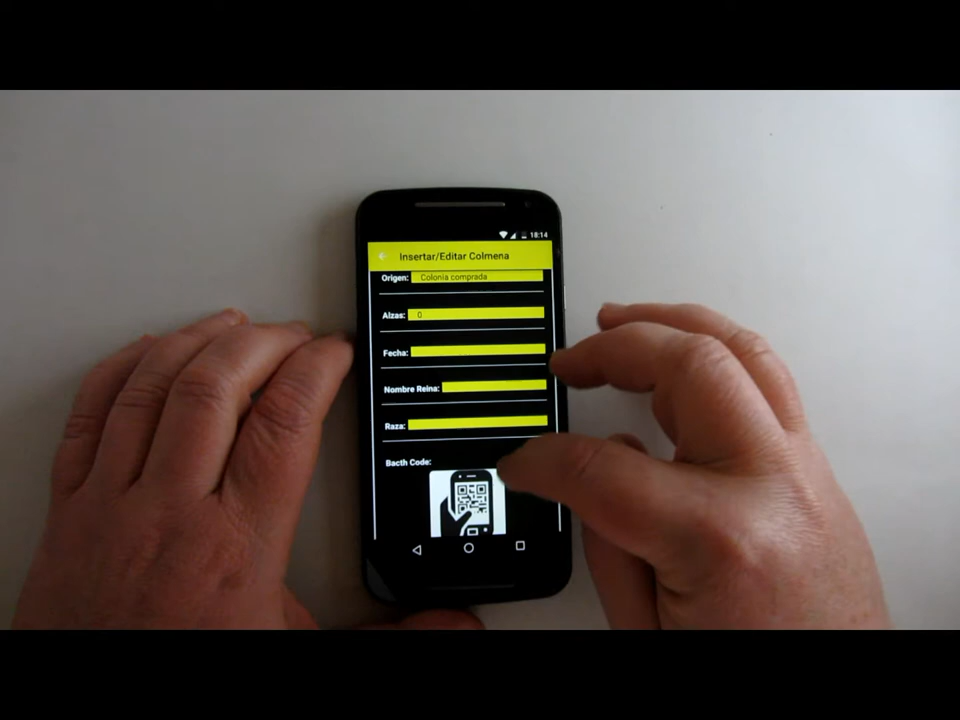 18:14
Insertar/Editar Colmena
Origen: Colonia comprada
Alzas: 0
Fecha:
Nombre Reina:
Raza:
Bacth Code: